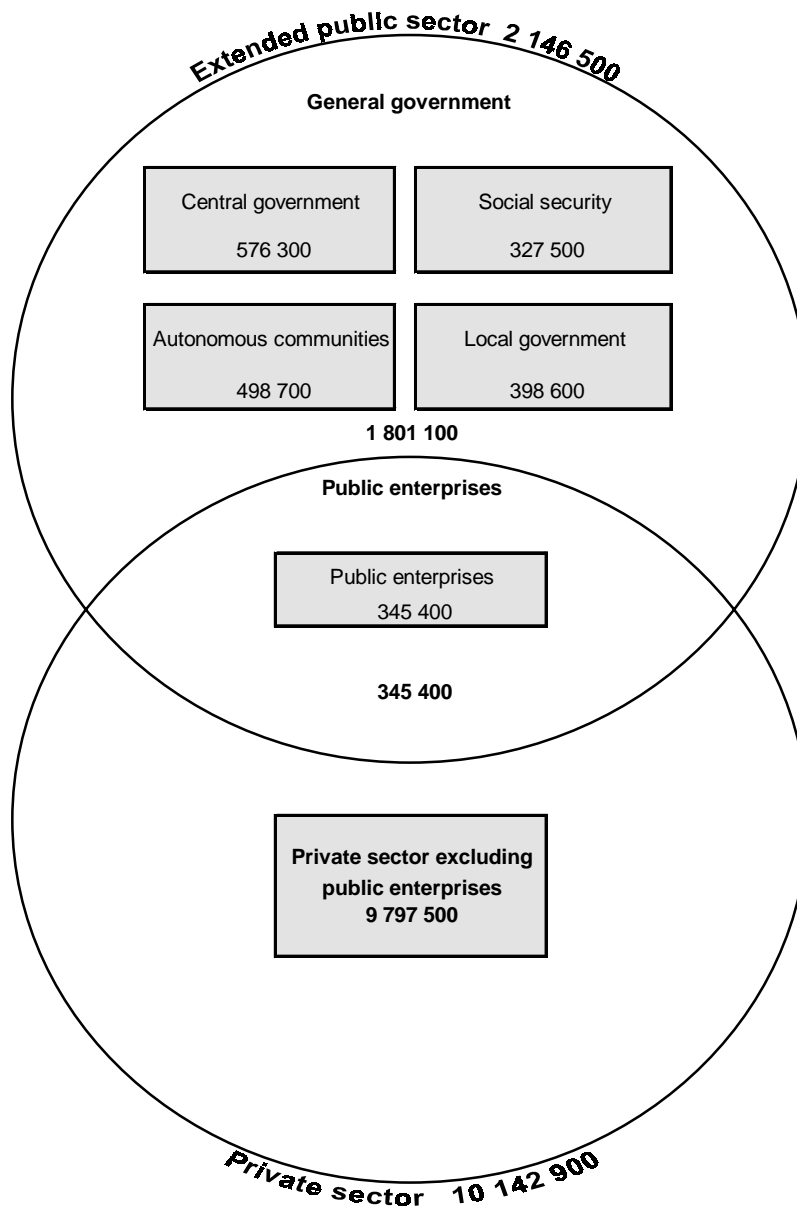 Extended public sector 2 146 500
General government
Central government
576 300
Social security
327 500
Autonomous communities
498 700
Local government
398 600
1 801 100
Public enterprises
Public enterprises
345 400
345 400
Private sector excluding
public enterprises
9 797 500
Private sector 10 142 900